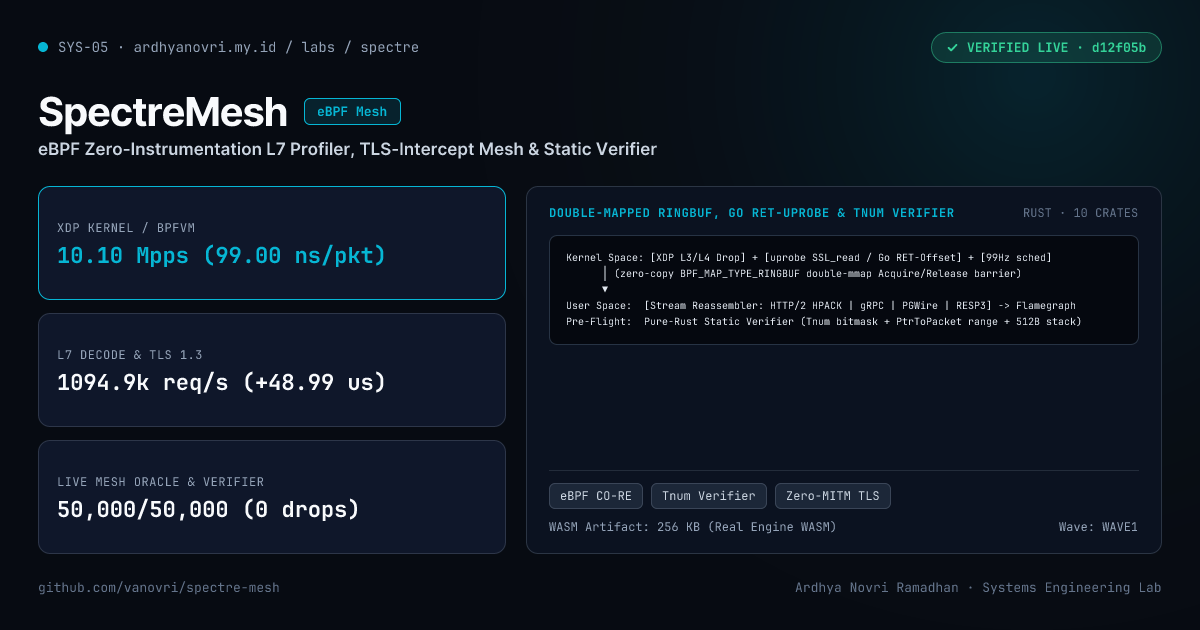 SYS-05 · ardhyanovri.my.id / labs / spectre
✓ VERIFIED LIVE · d12f05b
SpectreMesh
eBPF Mesh
eBPF Zero-Instrumentation L7 Profiler, TLS-Intercept Mesh & Static Verifier
XDP KERNEL / BPFVM
10.10 Mpps (99.00 ns/pkt)
L7 DECODE & TLS 1.3
1094.9k req/s (+48.99 us)
LIVE MESH ORACLE & VERIFIER
50,000/50,000 (0 drops)
DOUBLE-MAPPED RINGBUF, GO RET-UPROBE & TNUM VERIFIER
RUST · 10 CRATES
Kernel Space: [XDP L3/L4 Drop] + [uprobe SSL_read / Go RET-Offset] + [99Hz sched]
│ (zero-copy BPF_MAP_TYPE_RINGBUF double-mmap Acquire/Release barrier)
▼
User Space:  [Stream Reassembler: HTTP/2 HPACK | gRPC | PGWire | RESP3] -> Flamegraph
Pre-Flight:  Pure-Rust Static Verifier (Tnum bitmask + PtrToPacket range + 512B stack)
eBPF CO-RE
Tnum Verifier
Zero-MITM TLS
WASM Artifact: 256 KB (Real Engine WASM)
Wave: WAVE1
github.com/vanovri/spectre-mesh
Ardhya Novri Ramadhan · Systems Engineering Lab